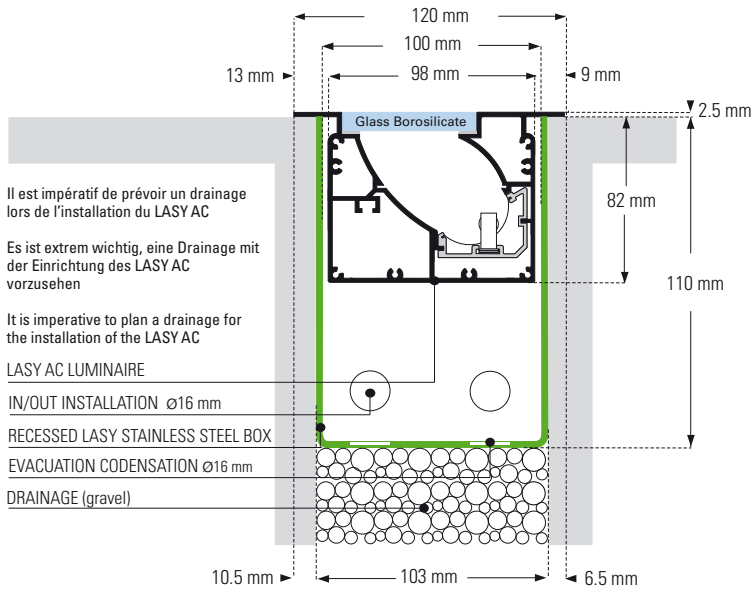 120 mm
100 mm
13 mm
98 mm
9 mm
2.5 mm
Glass Borosilicate
Il est impératif de prévoir un drainage
lors de l'installation du LASY AC
82 mm
Es ist extrem wichtig, eine Drainage mit
der Einrichtung des LASY AC
vorzusehen
110 mm
It is imperative to plan a drainage for
the installation of the LASY AC
LASY AC LUMINAIRE
IN/OUT INSTALLATION Ø16 mm
RECESSED LASY STAINLESS STEEL BOX
EVACUATION CODENSATION Ø16 mm
DRAINAGE (gravel)
10.5 mm
103 mm
6.5 mm